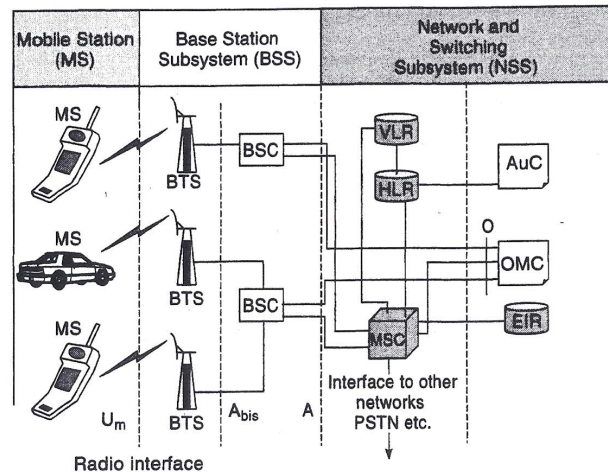 Mobile Station
(MS)
Base Station
Subsystem (BSS)
Network and
Switching
Subsystem (NSS)
MS
BTS
BSC
VLR
HLR
AuC
MS
BTS
BSC
O
OMC
MSC
EIR
MS
BTS
Interface to other
networks
PSTN etc.
Um
Abis
A
Radio interface